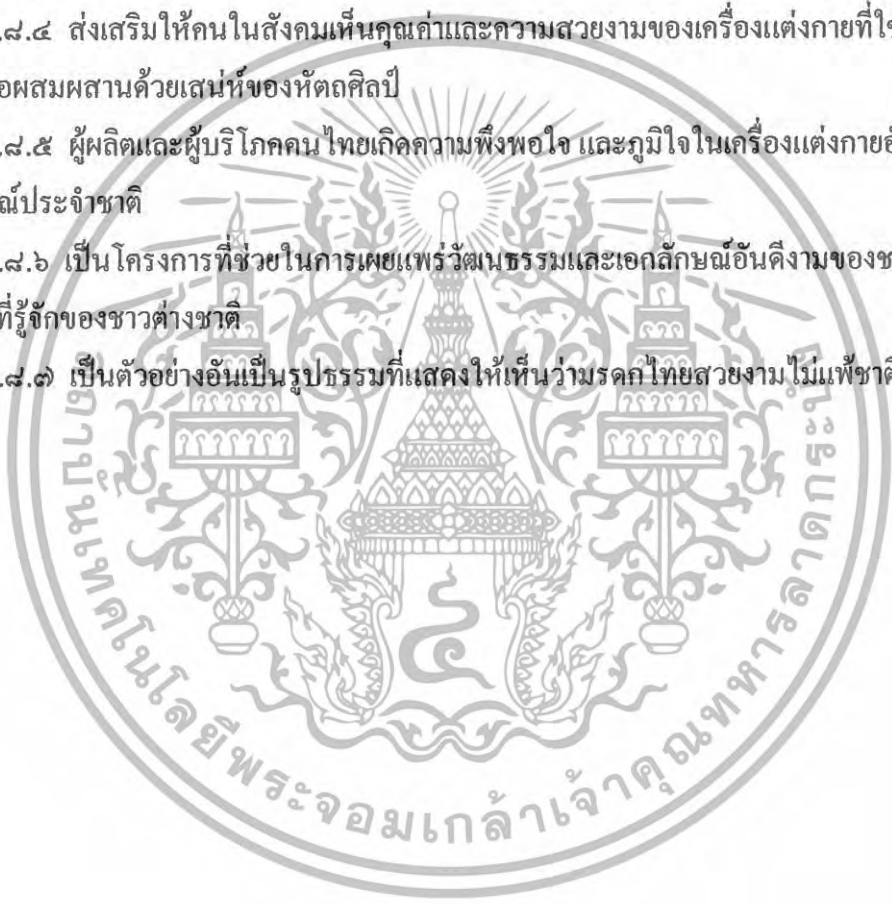 .๘.๔ ส่งเสริมให้คนในสังคมเห็นคุณค่าและความสวยงามของเครื่องแต่งกายที่ใช้
อผสมผสานด้วยเสน่ห์ของหัตถศิลป์
.๘.๕ ผู้ผลิตและผู้บริโภคคนไทยเกิดความพึงพอใจ และภูมิใจในเครื่องแต่งกายอั
ณ์ประจำชาติ
.๘.๖ เป็นโครงการที่ช่วยในการเผยแพร่วัฒนธรรมและเอกลักษณ์อันดีงามของช
ที่รู้จักของชาวต่างชาติ
.๘.๗ เป็นตัวอย่างอันเป็นรูปธรรมที่แสดงให้เห็นว่ามรดกไทยสวยงามไม่แพ้ชาติ
สถาบันเทคโนโลยีพระจอมเกล้าเจ้าคุณทหารลาดกระบัง
๔